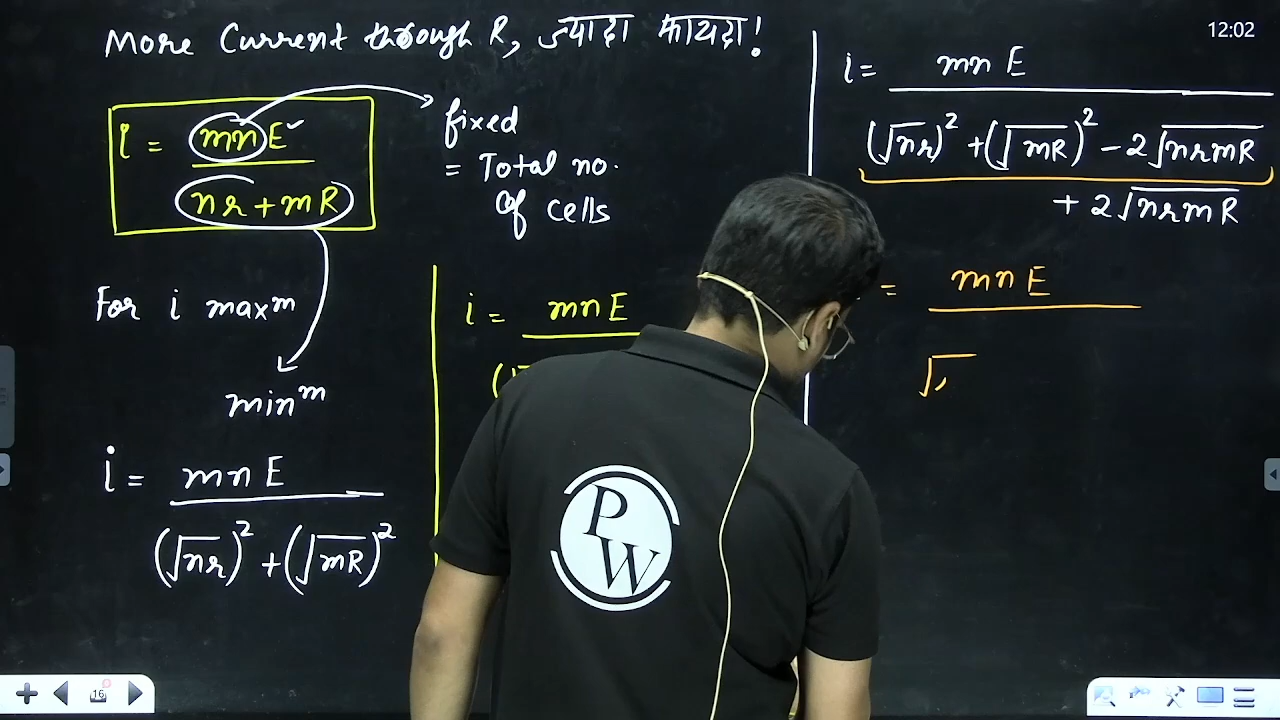 More Current through R, ज्यादा फायदा!
12:02
i = mnE / nr + mR
fixed
= Total no.
of cells
For i maxᵐ
minᵐ
i = mnE / (√nr)² + (√mR)²
i = mnE
i = mnE / (√nr)² + (√mR)² − 2√nrmR
+ 2√nrmR
= mnE
PW
16